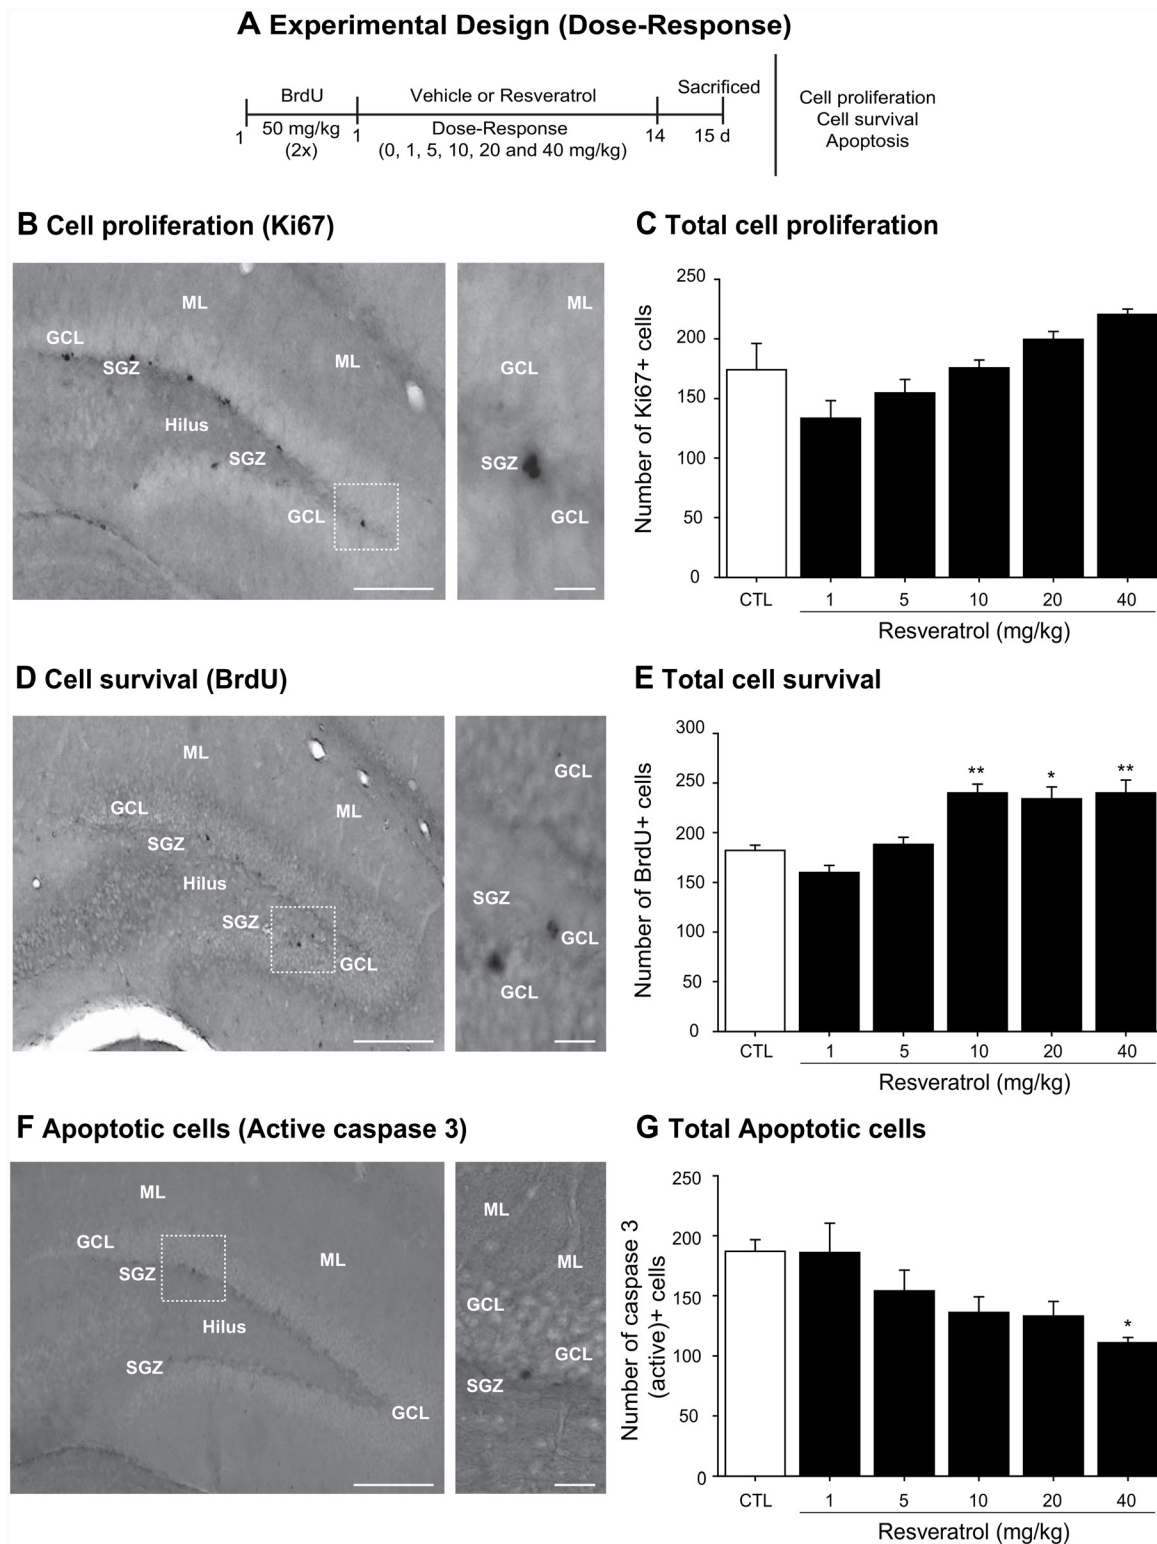 A Experimental Design (Dose-Response)
BrdU
Vehicle or Resveratrol
Sacrificed
1
50 mg/kg
(2x)
1
Dose-Response
(0, 1, 5, 10, 20 and 40 mg/kg)
14
15 d
Cell proliferation
Cell survival
Apoptosis
B Cell proliferation (Ki67)
ML
GCL
SGZ
ML
Hilus
SGZ
GCL
ML
GCL
SGZ
GCL
C Total cell proliferation
Number of Ki67+ cells
250
200
150
100
50
0
CTL 1 5 10 20 40
Resveratrol (mg/kg)
D Cell survival (BrdU)
ML
GCL
ML
SGZ
Hilus
SGZ
GCL
GCL
SGZ
GCL
GCL
E Total cell survival
Number of BrdU+ cells
300
250
200
150
100
50
0
** * **
CTL 1 5 10 20 40
Resveratrol (mg/kg)
F Apoptotic cells (Active caspase 3)
ML
GCL
SGZ
ML
Hilus
SGZ
GCL
ML
ML
GCL
GCL
SGZ
G Total Apoptotic cells
Number of caspase 3
(active)+ cells
250
200
150
100
50
0
*
CTL 1 5 10 20 40
Resveratrol (mg/kg)